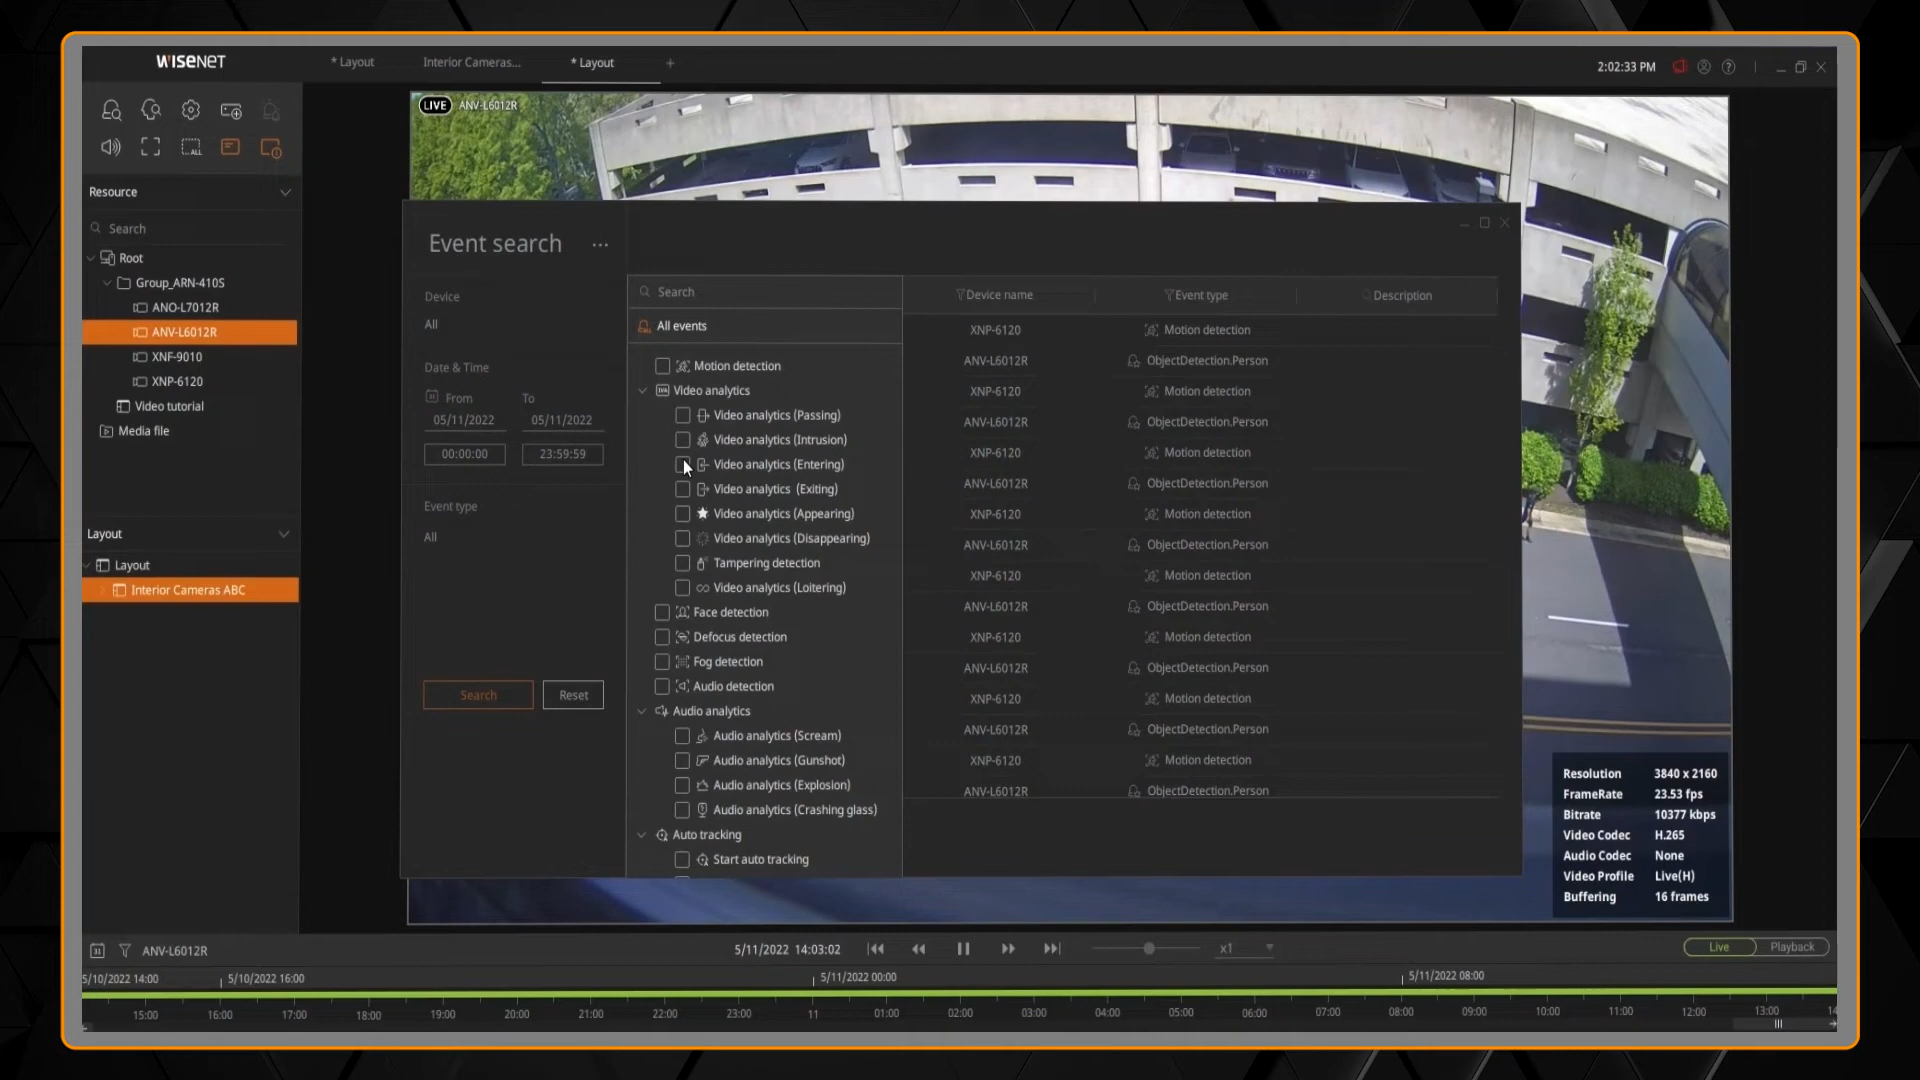 WISENET
* Layout
Interior Cameras...
* Layout
+
2:02:33 PM
ALL
Resource
Search
Root
Group_ARN-410S
ANO-L7012R
ANV-L6012R
XNF-9010
XNP-6120
Video tutorial
Media file
Layout
Layout
Interior Cameras ABC
LIVE ANV-L6012R
Event search ...
Device
All
Date & Time
From To
05/11/2022 05/11/2022
00:00:00 23:59:59
Event type
All
Search Reset
Search
All events
Motion detection
Video analytics
Video analytics (Passing)
Video analytics (Intrusion)
Video analytics (Entering)
Video analytics (Exiting)
Video analytics (Appearing)
Video analytics (Disappearing)
Tampering detection
Video analytics (Loitering)
Face detection
Defocus detection
Fog detection
Audio detection
Audio analytics
Audio analytics (Scream)
Audio analytics (Gunshot)
Audio analytics (Explosion)
Audio analytics (Crashing glass)
Auto tracking
Start auto tracking
Device name Event type Description
XNP-6120 Motion detection
ANV-L6012R ObjectDetection.Person
XNP-6120 Motion detection
ANV-L6012R ObjectDetection.Person
XNP-6120 Motion detection
ANV-L6012R ObjectDetection.Person
XNP-6120 Motion detection
ANV-L6012R ObjectDetection.Person
XNP-6120 Motion detection
ANV-L6012R ObjectDetection.Person
XNP-6120 Motion detection
ANV-L6012R ObjectDetection.Person
XNP-6120 Motion detection
ANV-L6012R ObjectDetection.Person
XNP-6120 Motion detection
ANV-L6012R ObjectDetection.Person
Resolution 3840 x 2160
FrameRate 23.53 fps
Bitrate 10377 kbps
Video Codec H.265
Audio Codec None
Video Profile Live(H)
Buffering 16 frames
31 ANV-L6012R
5/11/2022 14:03:02
x1
Live Playback
5/10/2022 14:00 5/10/2022 16:00 5/11/2022 00:00 5/11/2022 08:00
15:00 16:00 17:00 18:00 19:00 20:00 21:00 22:00 23:00 11 01:00 02:00 03:00 04:00 05:00 06:00 07:00 08:00 09:00 10:00 11:00 12:00 13:00 14